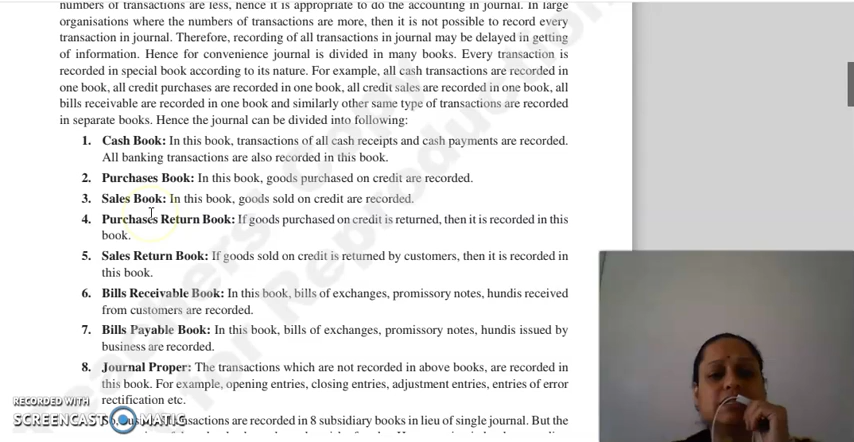 numbers of transactions are less, hence it is appropriate to do the accounting in journal. In large
organisations where the numbers of transactions are more, then it is not possible to record every
transaction in journal. Therefore, recording of all transactions in journal may be delayed in getting
of information. Hence for convenience journal is divided in many books. Every transaction is
recorded in special book according to its nature. For example, all cash transactions are recorded in
one book, all credit purchases are recorded in one book, all credit sales are recorded in one book, all
bills receivable are recorded in one book and similarly other same type of transactions are recorded
in separate books. Hence the journal can be divided into following:
1. Cash Book: In this book, transactions of all cash receipts and cash payments are recorded.
All banking transactions are also recorded in this book.
2. Purchases Book: In this book, goods purchased on credit are recorded.
3. Sales Book: In this book, goods sold on credit are recorded.
4. Purchases Return Book: If goods purchased on credit is returned, then it is recorded in this
book.
5. Sales Return Book: If goods sold on credit is returned by customers, then it is recorded in
this book.
6. Bills Receivable Book: In this book, bills of exchanges, promissory notes, hundis received
from customers are recorded.
7. Bills Payable Book: In this book, bills of exchanges, promissory notes, hundis issued by
business are recorded.
8. Journal Proper: The transactions which are not recorded in above books, are recorded in
this book. For example, opening entries, closing entries, adjustment entries, entries of error
rectification etc.
transactions are recorded in 8 subsidiary books in lieu of single journal. But the
RECORDED WITH
SCREENCAST MATIC
Teachers Copy
for Reproduction